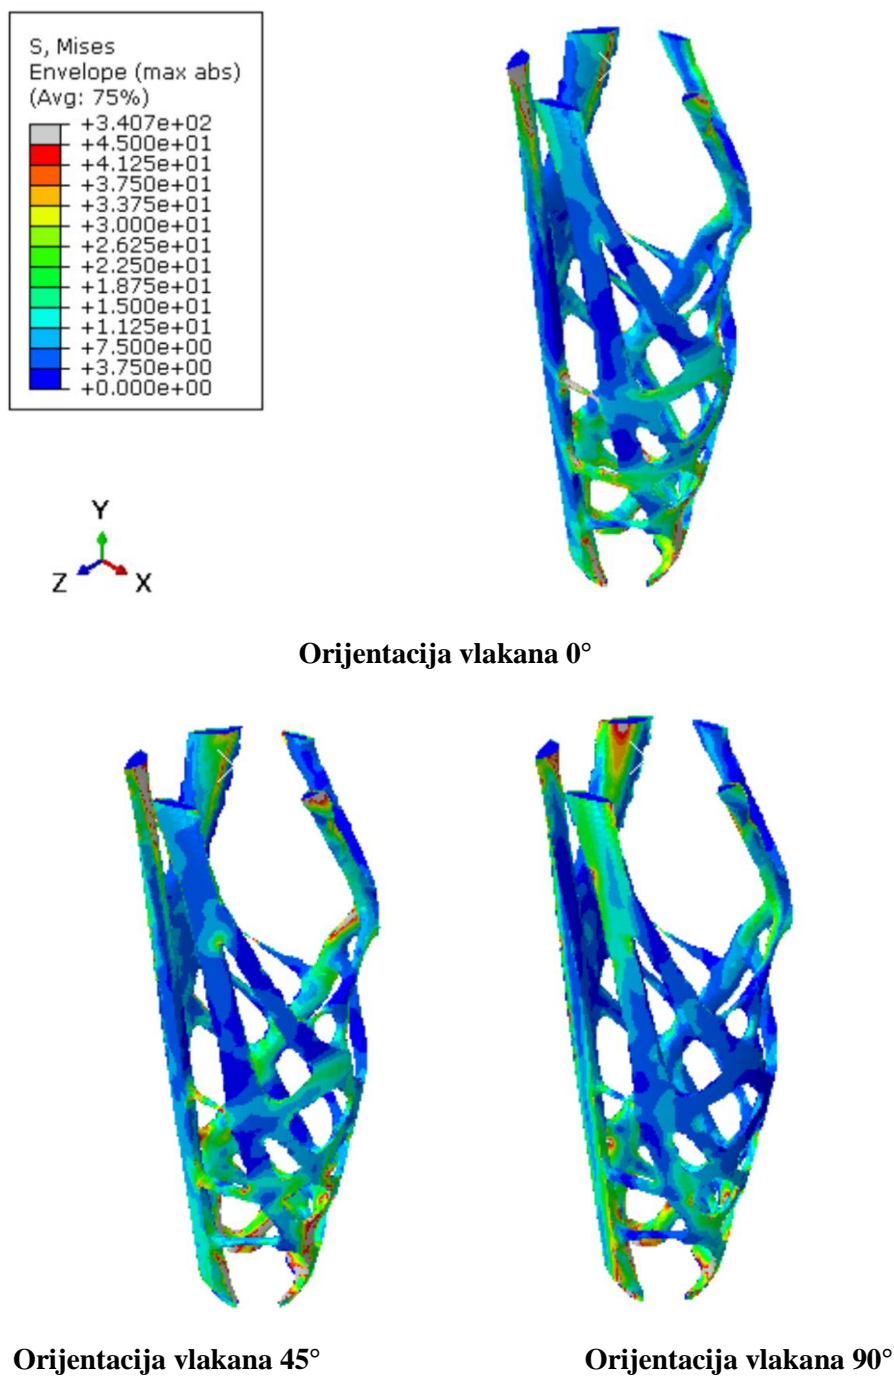 S, Mises
Envelope (max abs)
(Avg: 75%)
+3.407e+02
+4.500e+01
+4.125e+01
+3.750e+01
+3.375e+01
+3.000e+01
+2.625e+01
+2.250e+01
+1.875e+01
+1.500e+01
+1.125e+01
+7.500e+00
+3.750e+00
+0.000e+00
Y
Z X
Orijentacija vlakana 0°
Orijentacija vlakana 45°
Orijentacija vlakana 90°